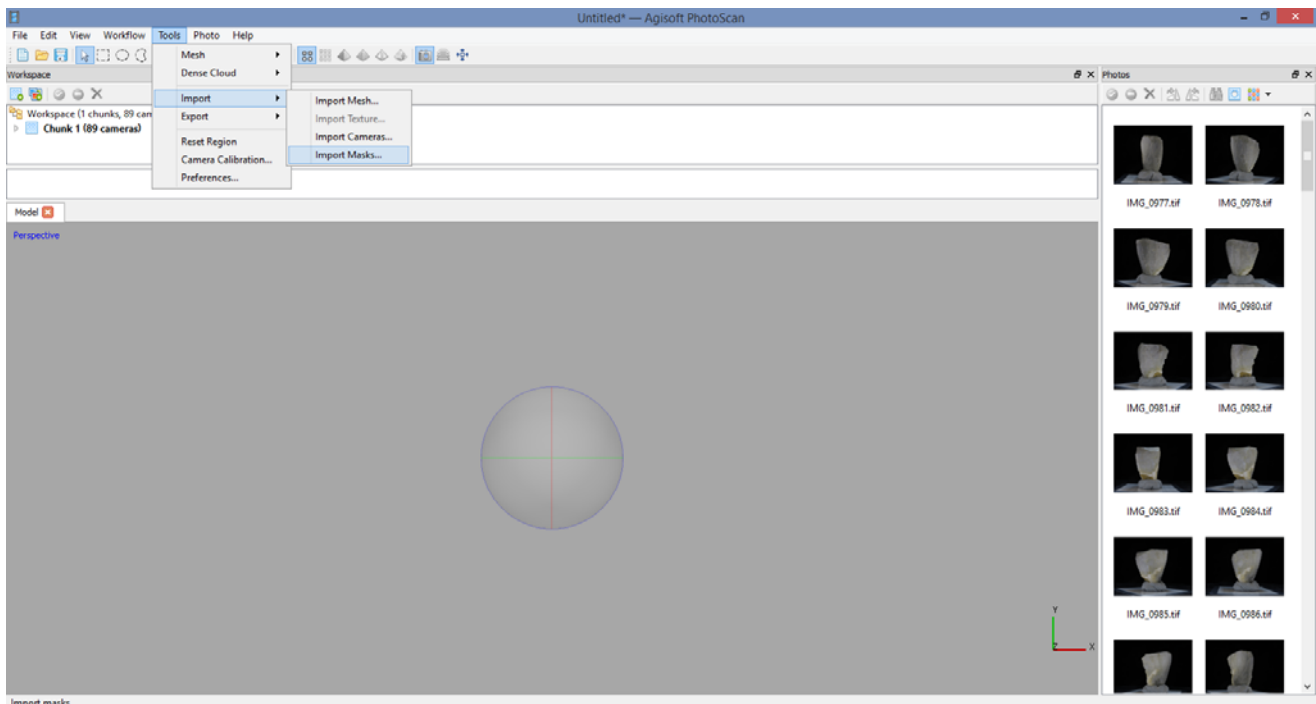 Untitled* — Agisoft PhotoScan
File Edit View Workflow Tools Photo Help
Workspace
Workspace (1 chunks, 89 cam
Chunk 1 (89 cameras)
Mesh
Dense Cloud
Import
Export
Reset Region
Camera Calibration...
Preferences...
Import Mesh...
Import Texture...
Import Cameras...
Import Masks...
Model
Perspective
Y
Z
X
Photos
IMG_0977.tif IMG_0978.tif
IMG_0979.tif IMG_0980.tif
IMG_0981.tif IMG_0982.tif
IMG_0983.tif IMG_0984.tif
IMG_0985.tif IMG_0986.tif
Import masks